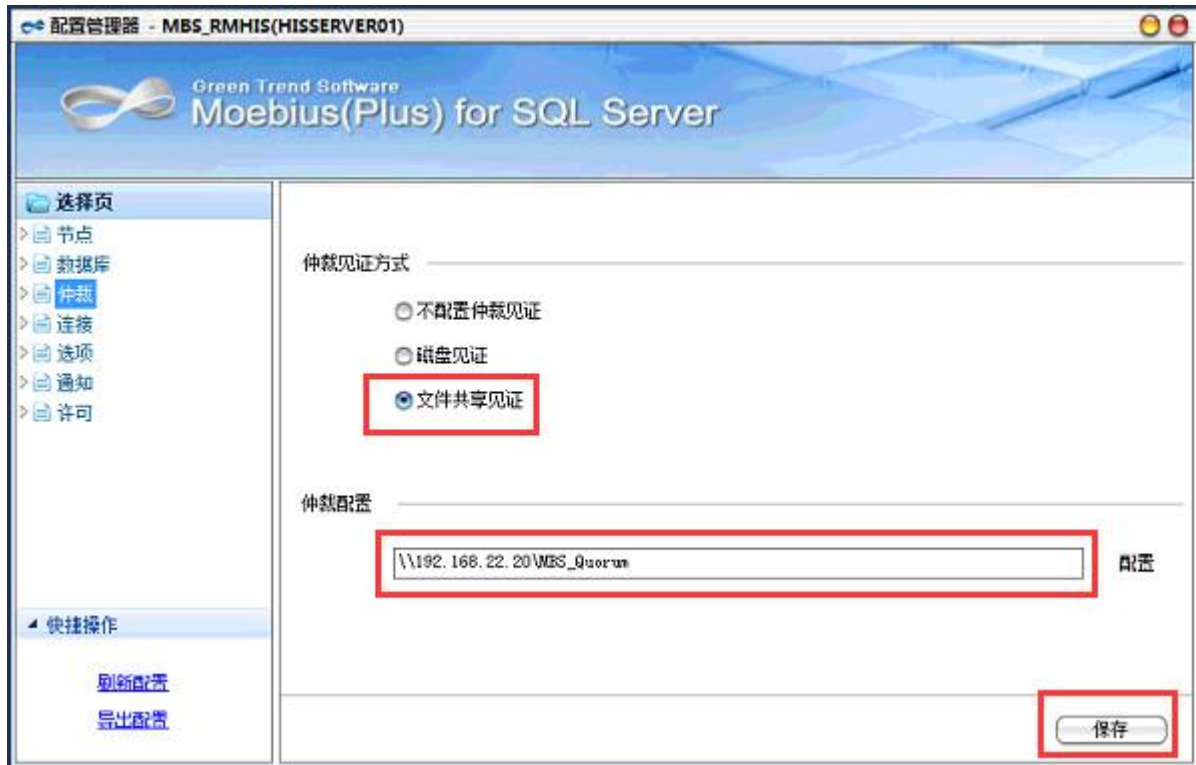 配置管理器 - MBS_RMHIS(HISSERVER01)
Green Trend Software
Moebius(Plus) for SQL Server
选择页
节点
数据库
仲裁
连接
选项
通知
许可
仲裁见证方式
不配置仲裁见证
磁盘见证
文件共享见证
仲裁配置
\\192.168.22.20\MBS_Quorum
配置
快捷操作
刷新配置
导出配置
保存